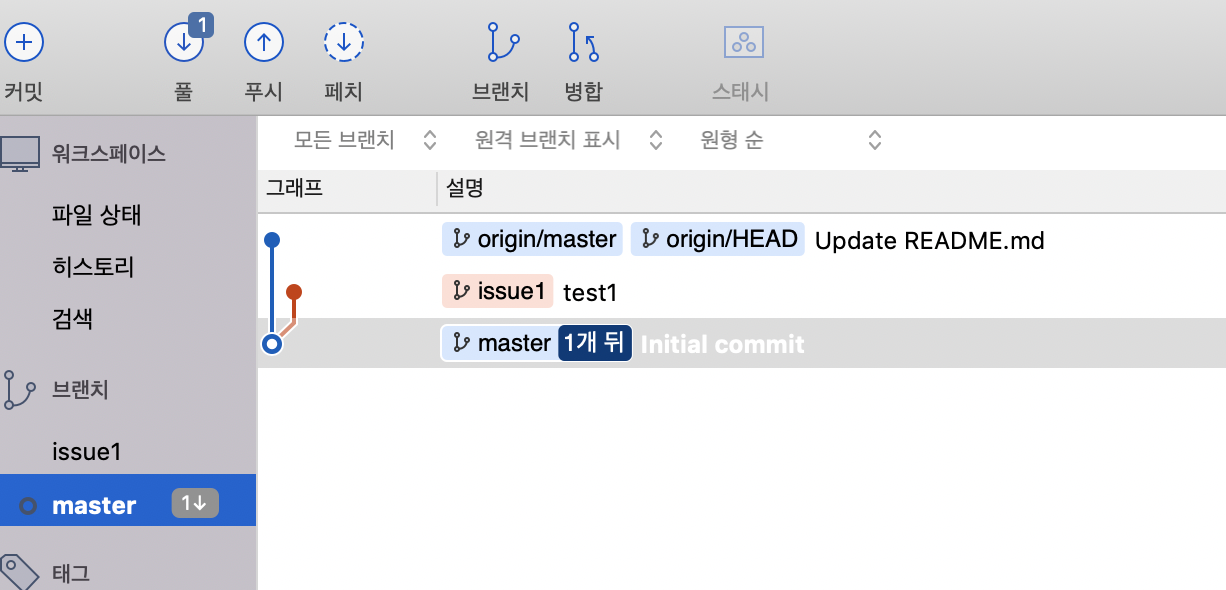 1
커밋 풀 푸시 페치 브랜치 병합 스태시
모든 브랜치 원격 브랜치 표시 원형 순
워크스페이스
그래프 설명
파일 상태
origin/master origin/HEAD Update README.md
히스토리
issue1 test1
검색
master 1개 뒤 Initial commit
브랜치
issue1
master 1↓
태그